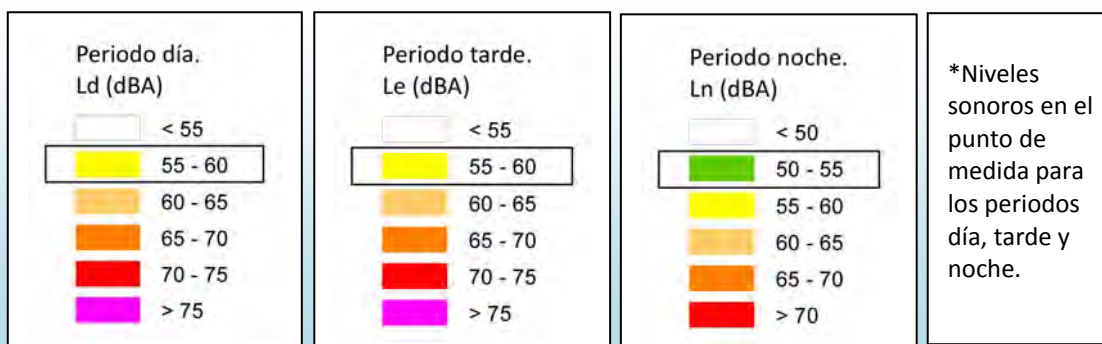 Periodo día.
Ld (dBA)
< 55
55 - 60
60 - 65
65 - 70
70 - 75
> 75
Periodo tarde.
Le (dBA)
< 55
55 - 60
60 - 65
65 - 70
70 - 75
> 75
Periodo noche.
Ln (dBA)
< 50
50 - 55
55 - 60
60 - 65
65 - 70
> 70
*Niveles
sonoros en el
punto de
medida para
los periodos
día, tarde y
noche.